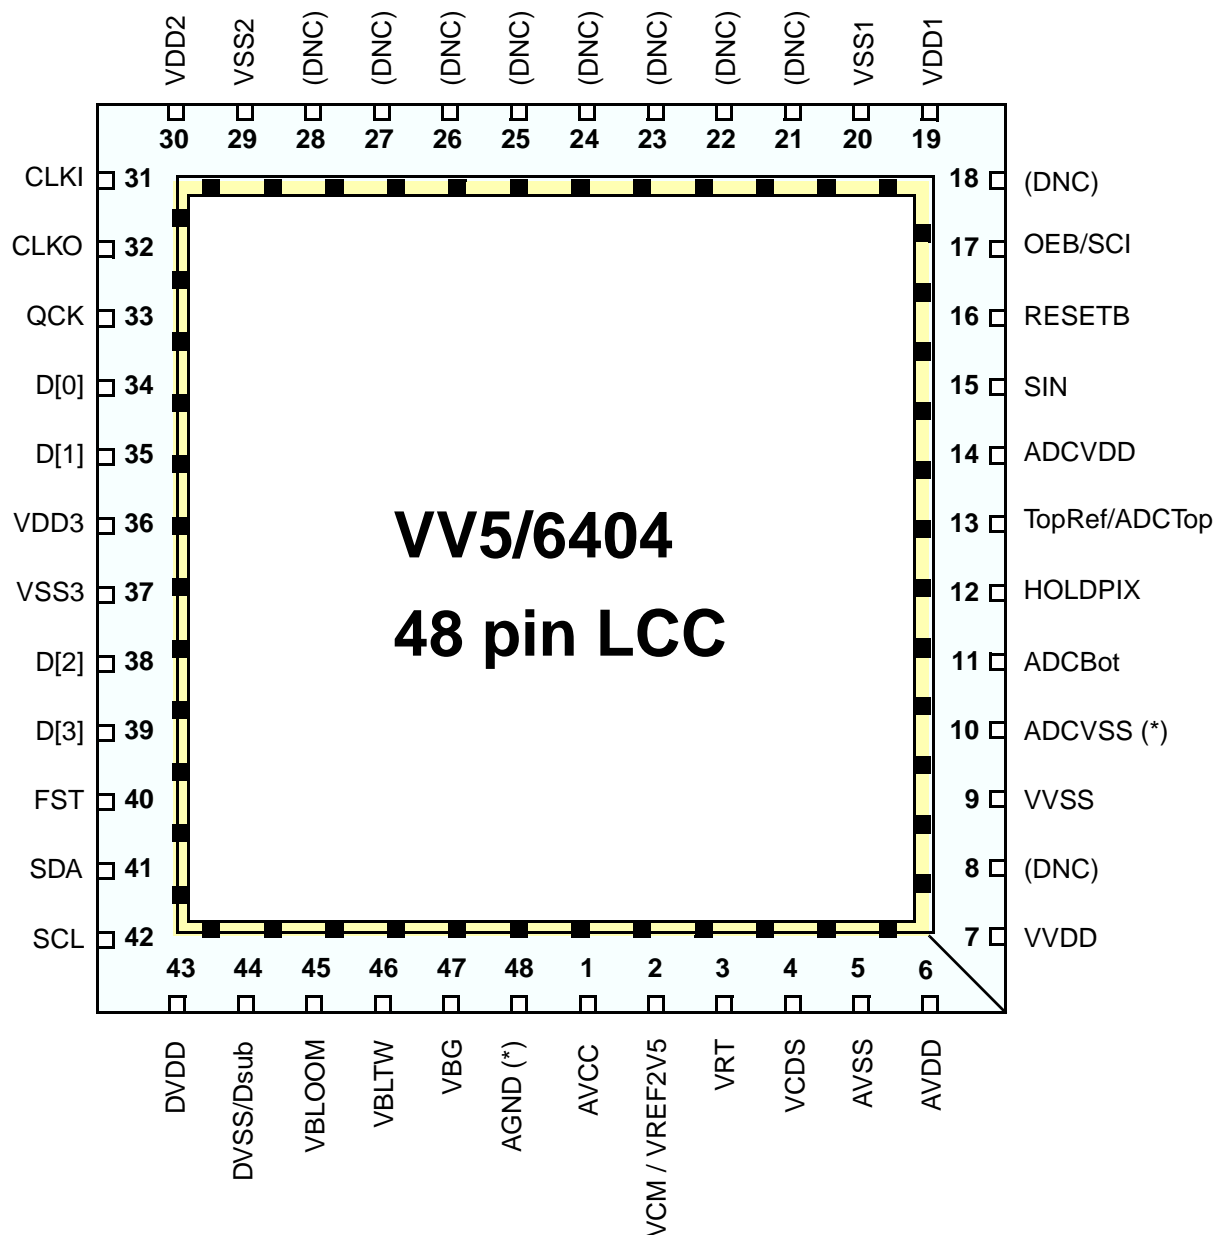 VDD2 VSS2 (DNC) (DNC) (DNC) (DNC) (DNC) (DNC) (DNC) (DNC) VSS1 VDD1
30 29 28 27 26 25 24 23 22 21 20 19
CLKI 31 18 (DNC)
CLKO 32 17 OEB/SCI
QCK 33 16 RESETB
D[0] 34 15 SIN
D[1] 35 14 ADCVDD
VDD3 36 13 TopRef/ADCTop
VV5/6404
VSS3 37 12 HOLDPIX
48 pin LCC
D[2] 38 11 ADCBot
D[3] 39 10 ADCVSS (*)
FST 40 9 VVSS
SDA 41 8 (DNC)
SCL 42 7 VVDD
43 44 45 46 47 48 1 2 3 4 5 6
DVDD DVSS/Dsub VBLOOM VBLTW VBG AGND (*) AVCC VCM / VREF2V5 VRT VCDS AVSS AVDD